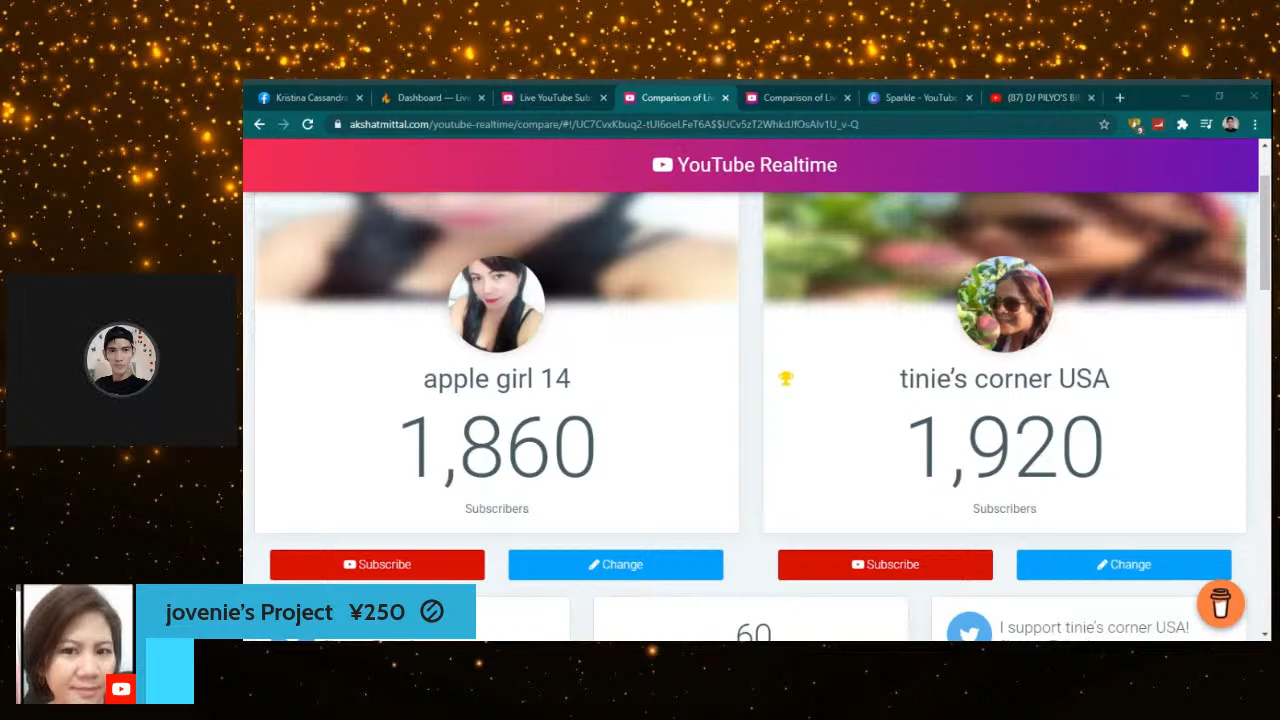 Kristina Cassandra
Dashboard — Live
Live YouTube Sub
Comparison of Liv
Comparison of Liv
Sparkle - YouTube
(87) DJ PILYO'S B
akshatmittal.com/youtube-realtime/compare/#!/UC7CvxKbuq2-tUI6oeLFeT6A$$UCv5zT2WhkdJfOsAlv1U_v-Q
YouTube Realtime
apple girl 14
1,860
Subscribers
tinie's corner USA
1,920
Subscribers
Subscribe
Change
Subscribe
Change
60
I support tinie's corner USA!
jovenie's Project ¥250